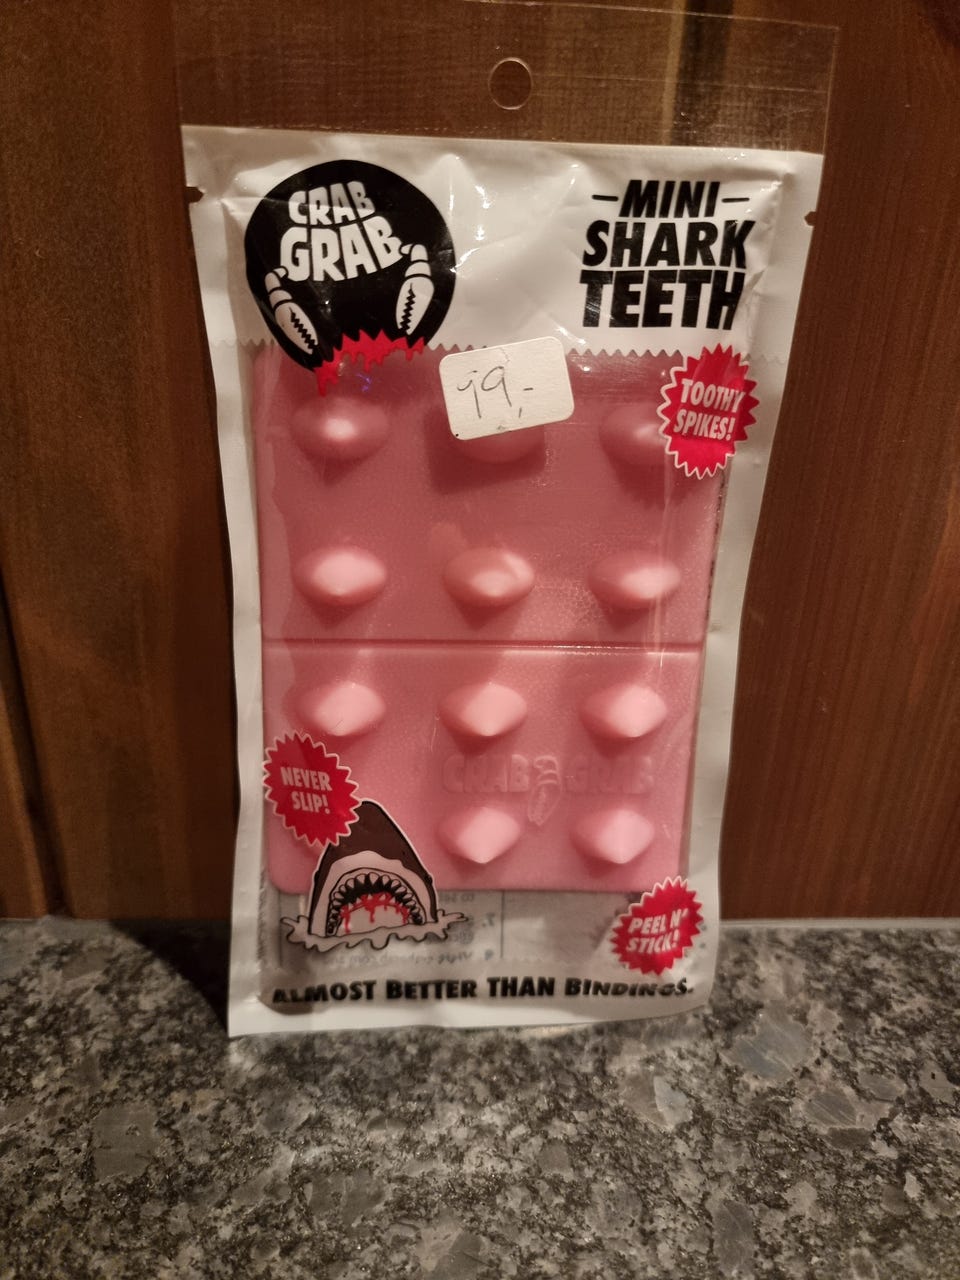 CRAB
GRAB
-MINI-
SHARK
TEETH
99,-
TOOTHY
SPIKES!
CRAB GRAB
NEVER
SLIP!
PEEL N'
STICK!
ALMOST BETTER THAN BINDINGS.